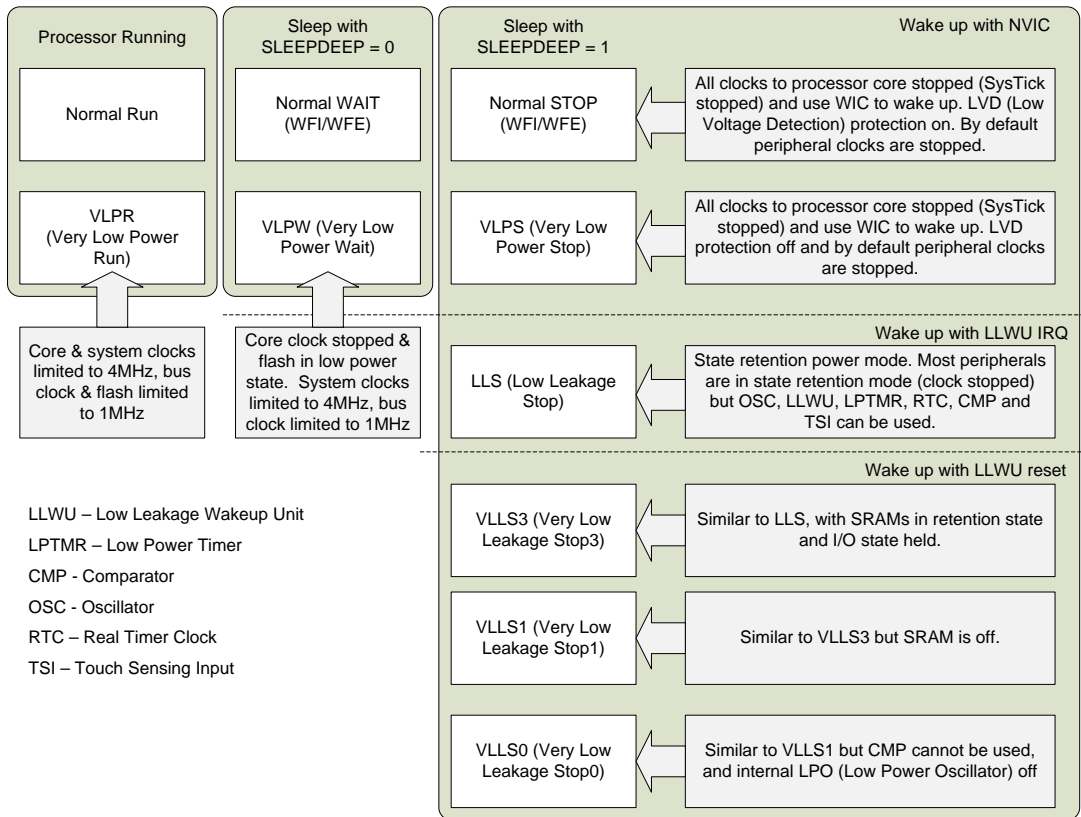 Processor Running
Normal Run
VLPR
(Very Low Power
Run)
Core & system clocks
limited to 4MHz, bus
clock & flash limited
to 1MHz
Sleep with
SLEEPDEEP = 0
Normal WAIT
(WFI/WFE)
VLPW (Very Low
Power Wait)
Core clock stopped &
flash in low power
state.  System clocks
limited to 4MHz, bus
clock limited to 1MHz
Sleep with
SLEEPDEEP = 1
Wake up with NVIC
Normal STOP
(WFI/WFE)
All clocks to processor core stopped (SysTick
stopped) and use WIC to wake up. LVD (Low
Voltage Detection) protection on. By default
peripheral clocks are stopped.
VLPS (Very Low
Power Stop)
All clocks to processor core stopped (SysTick
stopped) and use WIC to wake up. LVD
protection off and by default peripheral clocks
are stopped.
Wake up with LLWU IRQ
LLS (Low Leakage
Stop)
State retention power mode. Most peripherals
are in state retention mode (clock stopped)
but OSC, LLWU, LPTMR, RTC, CMP and
TSI can be used.
Wake up with LLWU reset
VLLS3 (Very Low
Leakage Stop3)
Similar to LLS, with SRAMs in retention state
and I/O state held.
VLLS1 (Very Low
Leakage Stop1)
Similar to VLLS3 but SRAM is off.
VLLS0 (Very Low
Leakage Stop0)
Similar to VLLS1 but CMP cannot be used,
and internal LPO (Low Power Oscillator) off
LLWU – Low Leakage Wakeup Unit
LPTMR – Low Power Timer
CMP - Comparator
OSC - Oscillator
RTC – Real Timer Clock
TSI – Touch Sensing Input